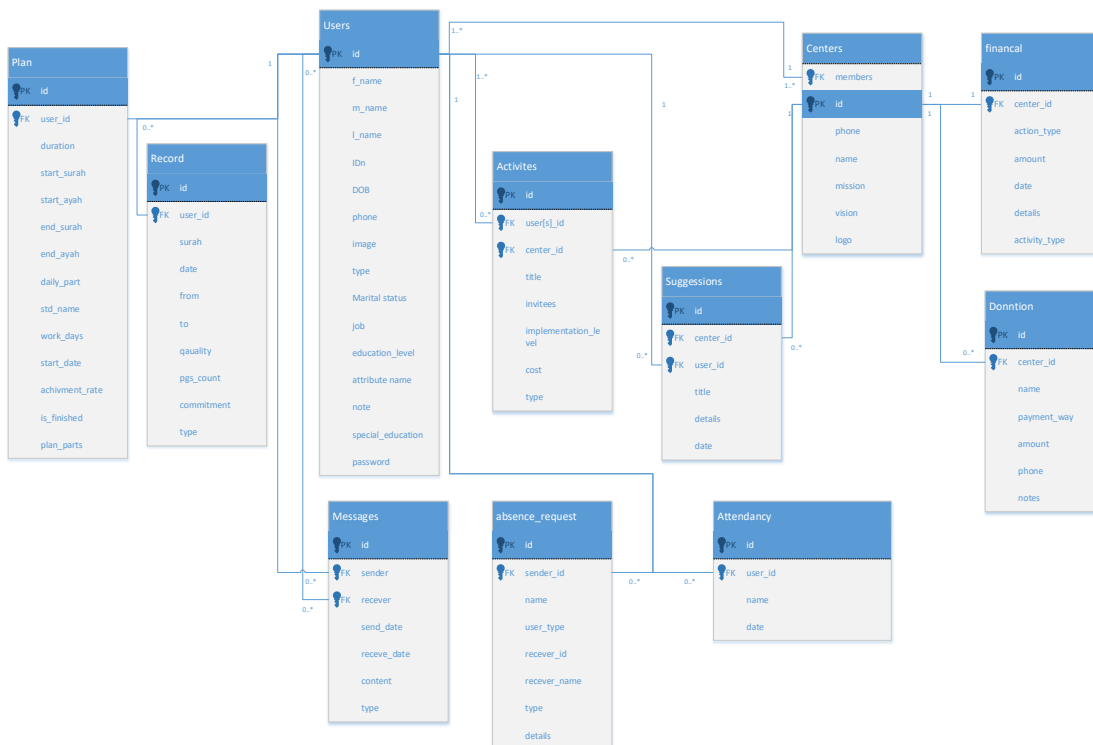 Plan
PK id
FK user_id
duration
start_surah
start_ayah
end_surah
end_ayah
daily_part
std_name
work_days
start_date
achivment_rate
is_finished
plan_parts
Record
PK id
FK user_id
surah
date
from
to
qauality
pgs_count
commitment
type
Users
PK id
f_name
m_name
l_name
IDn
DOB
phone
image
type
Marital status
job
education_level
attribute name
note
special_education
password
Activites
PK id
FK user[s]_id
FK center_id
title
invitees
implementation_le
vel
cost
type
Suggessions
PK id
FK center_id
FK user_id
title
details
date
Centers
FK members
PK id
phone
name
mission
vision
logo
financal
PK id
FK center_id
action_type
amount
date
details
activity_type
Donntion
PK id
FK center_id
name
payment_way
amount
phone
notes
Messages
PK id
FK sender
FK recever
send_date
receve_date
content
type
absence_request
PK id
FK sender_id
name
user_type
recever_id
recever_name
type
details
Attendancy
PK id
FK user_id
name
date
1
0..*
0..*
1..*
1..*
1
1
0..*
0..*
1
1..*
1
0..*
0..*
1
1
1
0..*
0..*
0..*
0..*
0..*